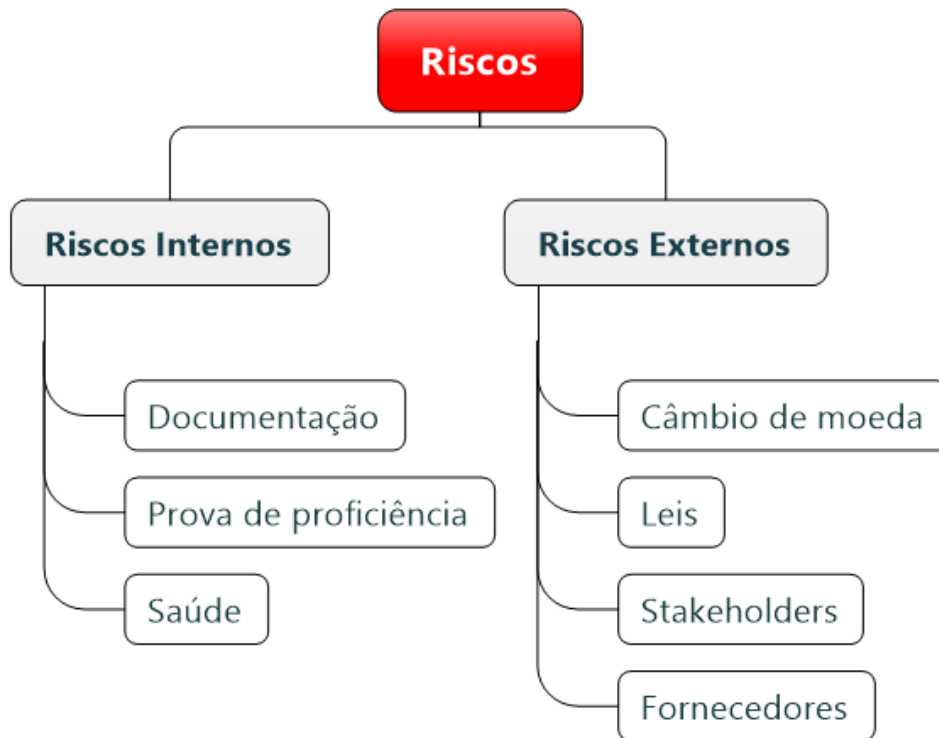 Riscos
Riscos Internos
Documentação
Prova de proficiência
Saúde
Riscos Externos
Câmbio de moeda
Leis
Stakeholders
Fornecedores